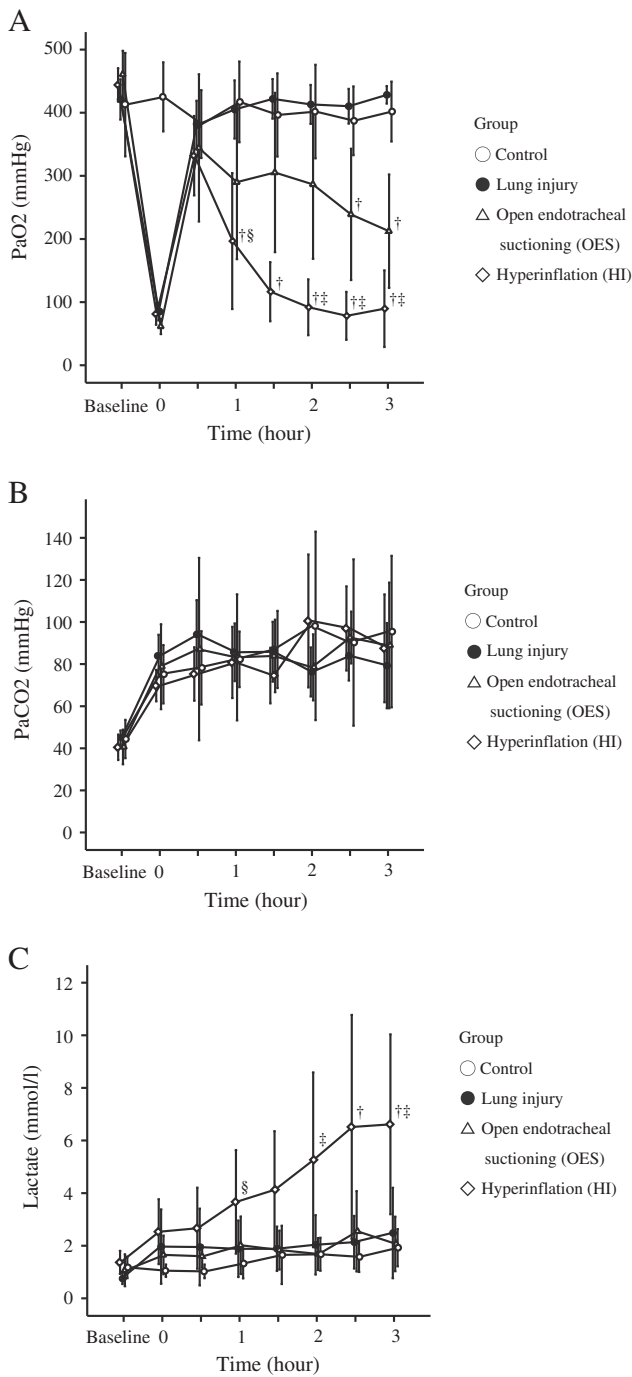 A
500
400
300
200
100
0
PaO2 (mmHg)
†§
†
†‡
†‡
†‡
†
†
Baseline 0 1 2 3
Time (hour)
Group
Control
Lung injury
Open endotracheal
suctioning (OES)
Hyperinflation (HI)
B
140
120
100
80
60
40
20
0
PaCO2 (mmHg)
Baseline 0 1 2 3
Time (hour)
Group
Control
Lung injury
Open endotracheal
suctioning (OES)
Hyperinflation (HI)
C
12
10
8
6
4
2
0
Lactate (mmol/l)
§
‡
†
†‡
Baseline 0 1 2 3
Time (hour)
Group
Control
Lung injury
Open endotracheal
suctioning (OES)
Hyperinflation (HI)